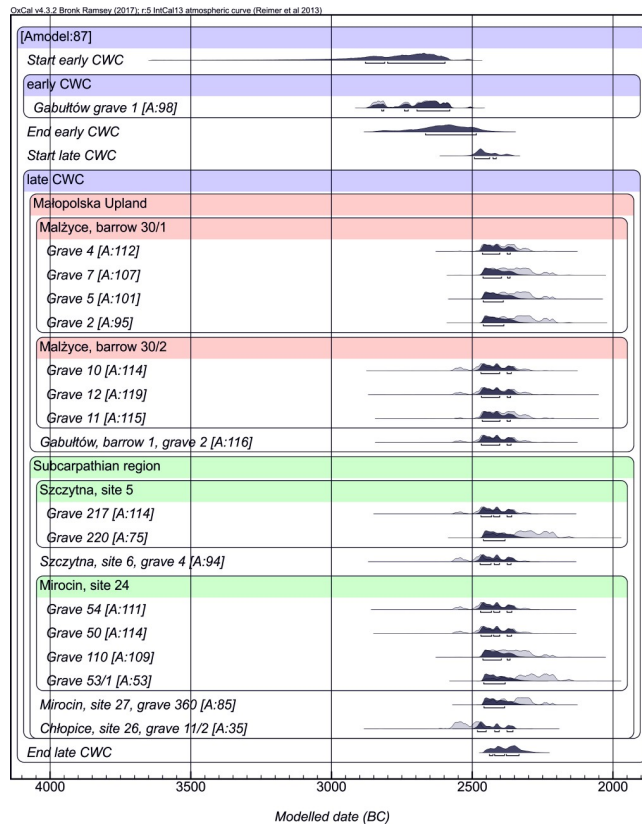 OxCal v4.3.2 Bronk Ramsey (2017); r:5 IntCal13 atmospheric curve (Reimer et al 2013)
[Amodel:87]
Start early CWC
early CWC
Gabułtów grave 1 [A:98]
End early CWC
Start late CWC
late CWC
Małopolska Upland
Malżyce, barrow 30/1
Grave 4 [A:112]
Grave 7 [A:107]
Grave 5 [A:101]
Grave 2 [A:95]
Malżyce, barrow 30/2
Grave 10 [A:114]
Grave 12 [A:119]
Grave 11 [A:115]
Gabułtów, barrow 1, grave 2 [A:116]
Subcarpathian region
Szczytna, site 5
Grave 217 [A:114]
Grave 220 [A:75]
Szczytna, site 6, grave 4 [A:94]
Mirocin, site 24
Grave 54 [A:111]
Grave 50 [A:114]
Grave 110 [A:109]
Grave 53/1 [A:53]
Mirocin, site 27, grave 360 [A:85]
Chłopice, site 26, grave 11/2 [A:35]
End late CWC
4000 3500 3000 2500 2000
Modelled date (BC)